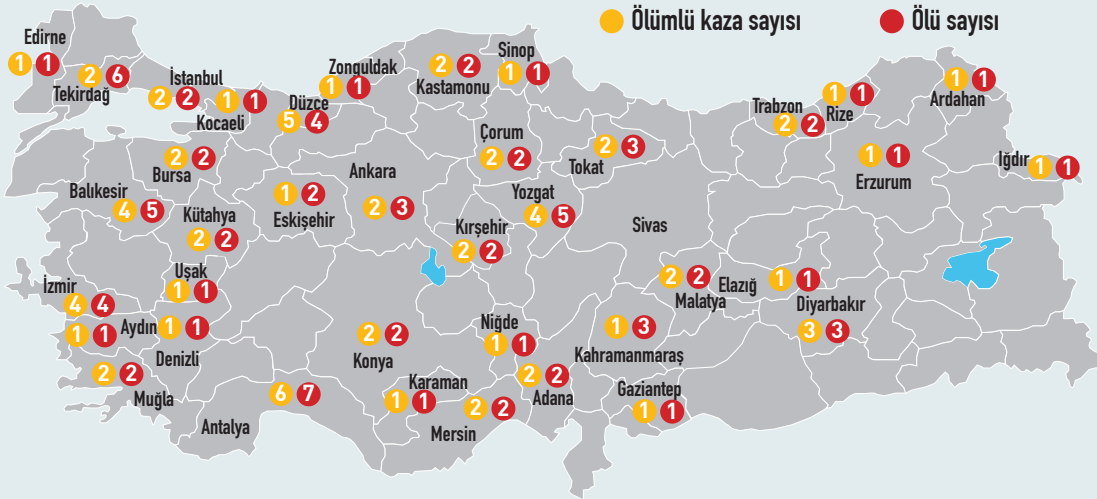 Ölümlü kaza sayısı
Ölü sayısı
Edirne
1 1
2 6
Tekirdağ
İstanbul
2 2
1 1
Kocaeli
Zonguldak
1 1
Düzce
5 4
2 2
Kastamonu
Sinop
1 1
Trabzon
2 2
1 1
Rize
1 1
Ardahan
2 2
Bursa
Ankara
2 3
Çorum
2 2
2 3
Tokat
1 1
Erzurum
Iğdır
1 1
Balıkesir
4 5
Kütahya
2 2
1 2
Eskişehir
Kırşehir
2 2
Yozgat
4 5
Sivas
İzmir
4 4
Uşak
1 1
2 2
Malatya
Elazığ
1 1
Diyarbakır
3 3
1 1
Aydın
1 1
Denizli
2 2
Konya
Niğde
1 1
1 3
Kahramanmaraş
2 2
Muğla
6 7
Antalya
Karaman
1 1
2 2
Mersin
2 2
Adana
Gaziantep
1 1